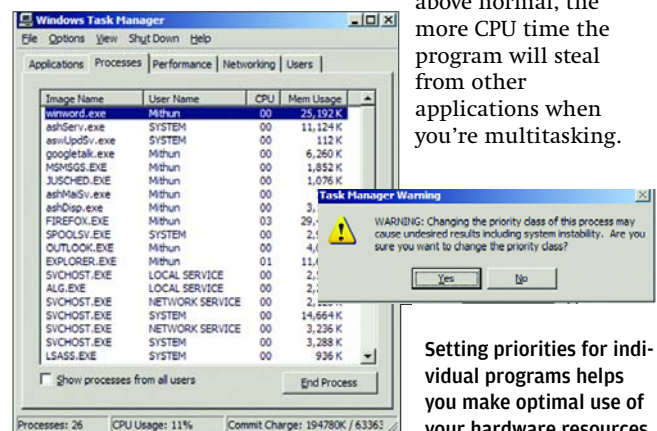 Windows Task Manager
File Options View Shut Down Help
Applications Processes Performance Networking Users
Image Name User Name CPU Mem Usage
winword.exe Mithun 00 25,192 K
ashServ.exe SYSTEM 00 11,124 K
aswUpdSv.exe SYSTEM 00 112 K
googletalk.exe Mithun 00 6,260 K
MSMSGS.EXE Mithun 00 1,852 K
JUSCHED.EXE Mithun 00 1,076 K
ashMaiSv.exe Mithun 00
ashDisp.exe Mithun 00 3,
FIREFOX.EXE Mithun 03 29,
SPOOLSV.EXE SYSTEM 00 2,
OUTLOOK.EXE Mithun 00 4,
EXPLORER.EXE Mithun 01 11,
SVCHOST.EXE LOCAL SERVICE 00 2,
ALG.EXE LOCAL SERVICE 00 2,
SVCHOST.EXE NETWORK SERVICE 00
SVCHOST.EXE SYSTEM 00 14,664 K
SVCHOST.EXE NETWORK SERVICE 00 3,236 K
SVCHOST.EXE SYSTEM 00 3,288 K
LSASS.EXE SYSTEM 00 936 K
Show processes from all users
End Process
Processes: 26 CPU Usage: 11% Commit Charge: 194780K / 63363
above normal, the
more CPU time the
program will steal
from other
applications when
you're multitasking.
Task Manager Warning
WARNING: Changing the priority class of this process may
cause undesired results including system instability. Are you
sure you want to change the priority class?
Yes No
Setting priorities for indi-
vidual programs helps
you make optimal use of
your hardware resources